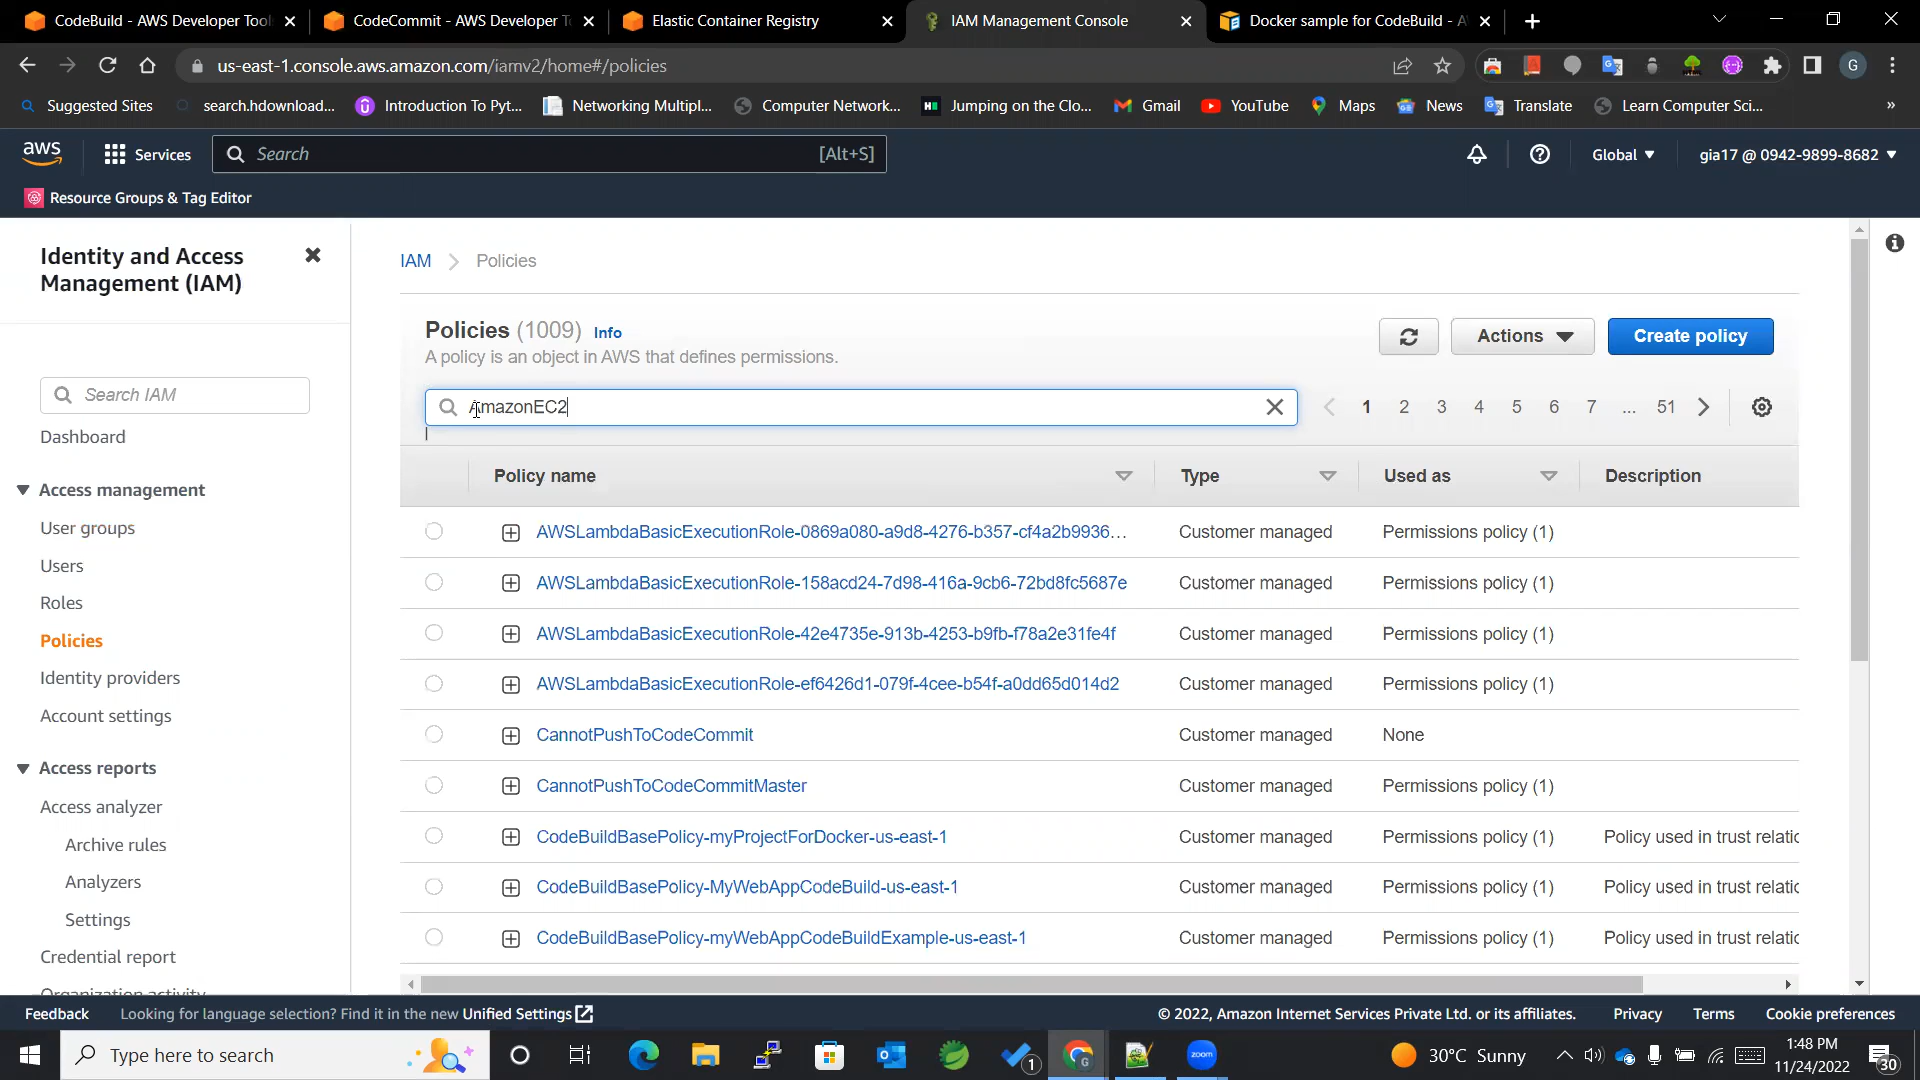 CodeBuild - AWS Developer Tool
CodeCommit - AWS Developer T
Elastic Container Registry
IAM Management Console
Docker sample for CodeBuild - A
us-east-1.console.aws.amazon.com/iamv2/home#/policies
G
Suggested Sites
search.hdownload...
Introduction To Pyt...
Networking Multipl...
Computer Network...
Jumping on the Clo...
Gmail
YouTube
Maps
News
Translate
Learn Computer Sci...
»
aws
Services
Search
[Alt+S]
Global
gia17 @ 0942-9899-8682
Resource Groups & Tag Editor
Identity and Access
Management (IAM)
Search IAM
Dashboard
Access management
User groups
Users
Roles
Policies
Identity providers
Account settings
Access reports
Access analyzer
Archive rules
Analyzers
Settings
Credential report
Organization activity
IAM
Policies
Policies (1009) Info
A policy is an object in AWS that defines permissions.
Actions
Create policy
AmazonEC2
1 2 3 4 5 6 7 ... 51
Policy name
Type
Used as
Description
AWSLambdaBasicExecutionRole-0869a080-a9d8-4276-b357-cf4a2b9936... Customer managed Permissions policy (1)
AWSLambdaBasicExecutionRole-158acd24-7d98-416a-9cb6-72bd8fc5687e Customer managed Permissions policy (1)
AWSLambdaBasicExecutionRole-42e4735e-913b-4253-b9fb-f78a2e31fe4f Customer managed Permissions policy (1)
AWSLambdaBasicExecutionRole-ef6426d1-079f-4cee-b54f-a0dd65d014d2 Customer managed Permissions policy (1)
CannotPushToCodeCommit Customer managed None
CannotPushToCodeCommitMaster Customer managed Permissions policy (1)
CodeBuildBasePolicy-myProjectForDocker-us-east-1 Customer managed Permissions policy (1) Policy used in trust relatic
CodeBuildBasePolicy-MyWebAppCodeBuild-us-east-1 Customer managed Permissions policy (1) Policy used in trust relatic
CodeBuildBasePolicy-myWebAppCodeBuildExample-us-east-1 Customer managed Permissions policy (1) Policy used in trust relatic
Feedback
Looking for language selection? Find it in the new Unified Settings
© 2022, Amazon Internet Services Private Ltd. or its affiliates.
Privacy
Terms
Cookie preferences
Type here to search
1
zoom
30°C Sunny
1:48 PM
11/24/2022
30